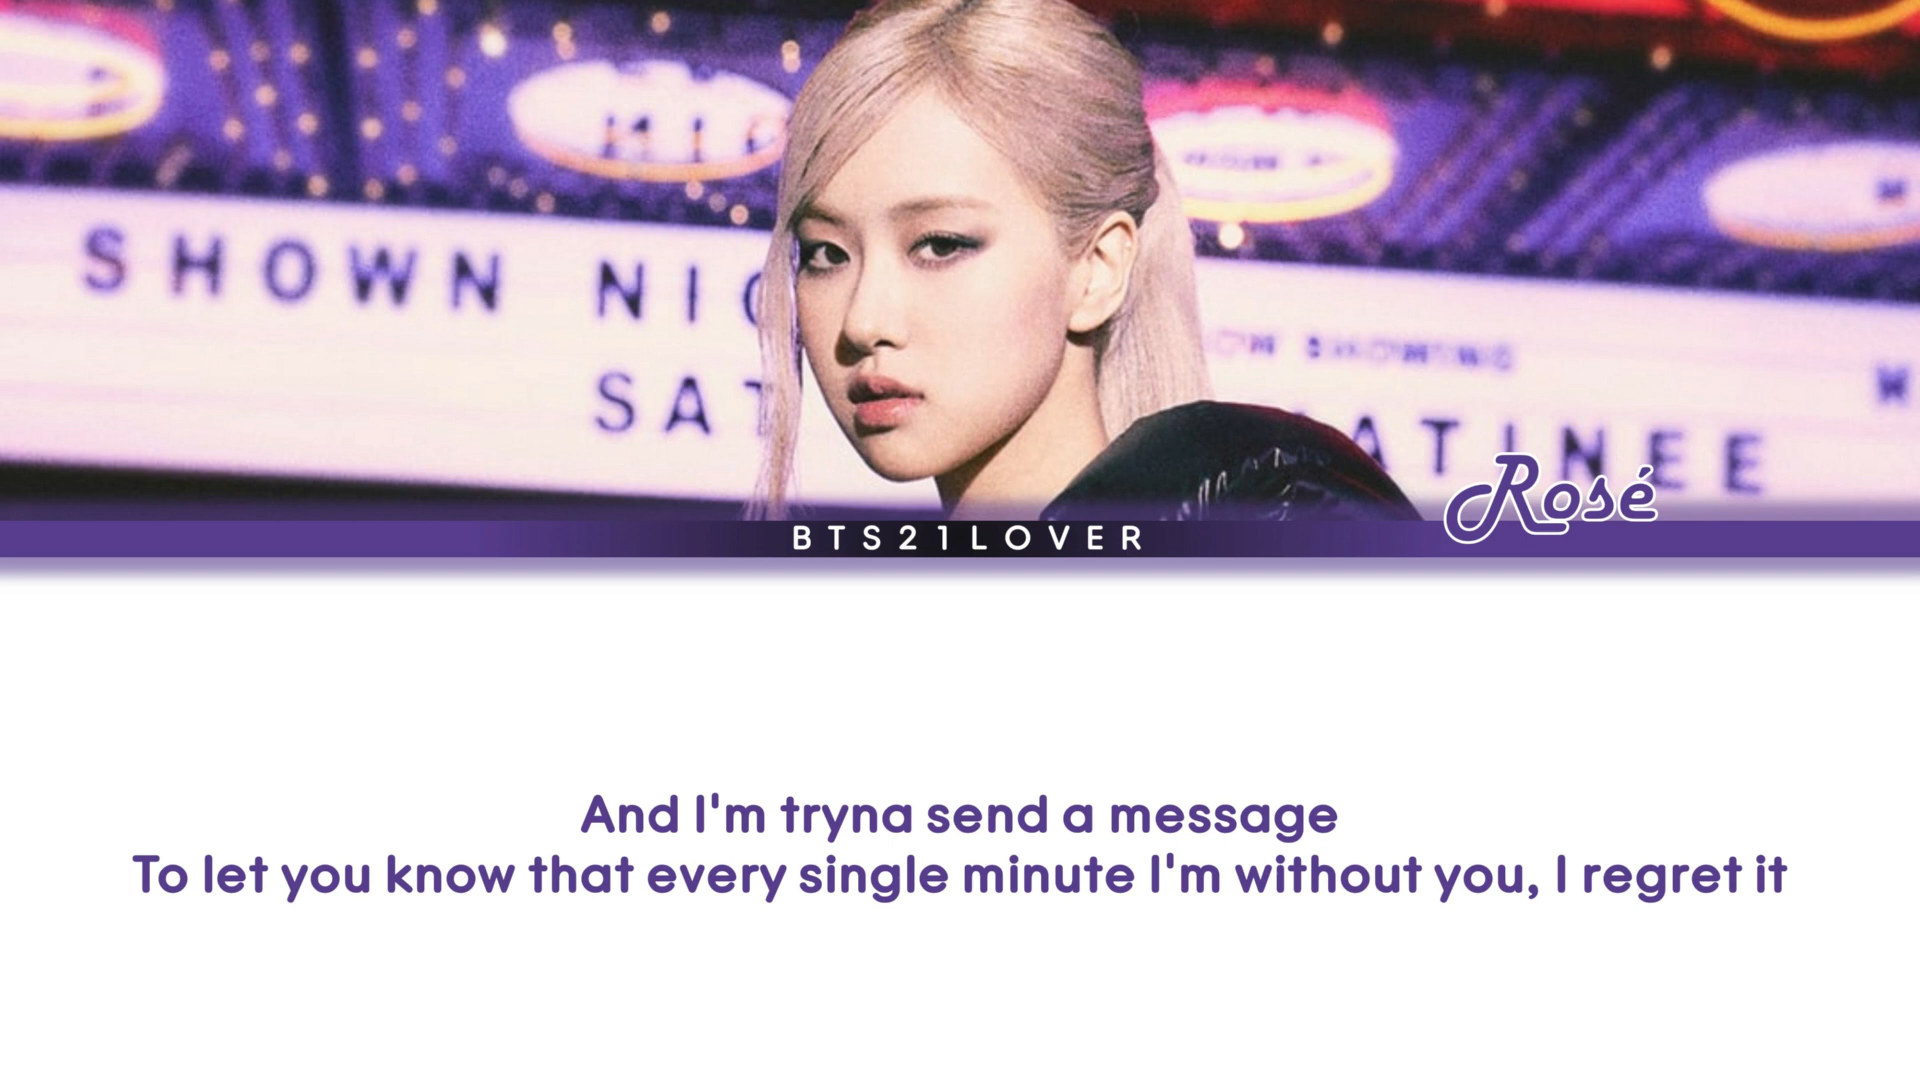 SHOWN NIG
SAT
ATINEE
Rosé
BTS21LOVER
And I'm tryna send a message
To let you know that every single minute I'm without you, I regret it